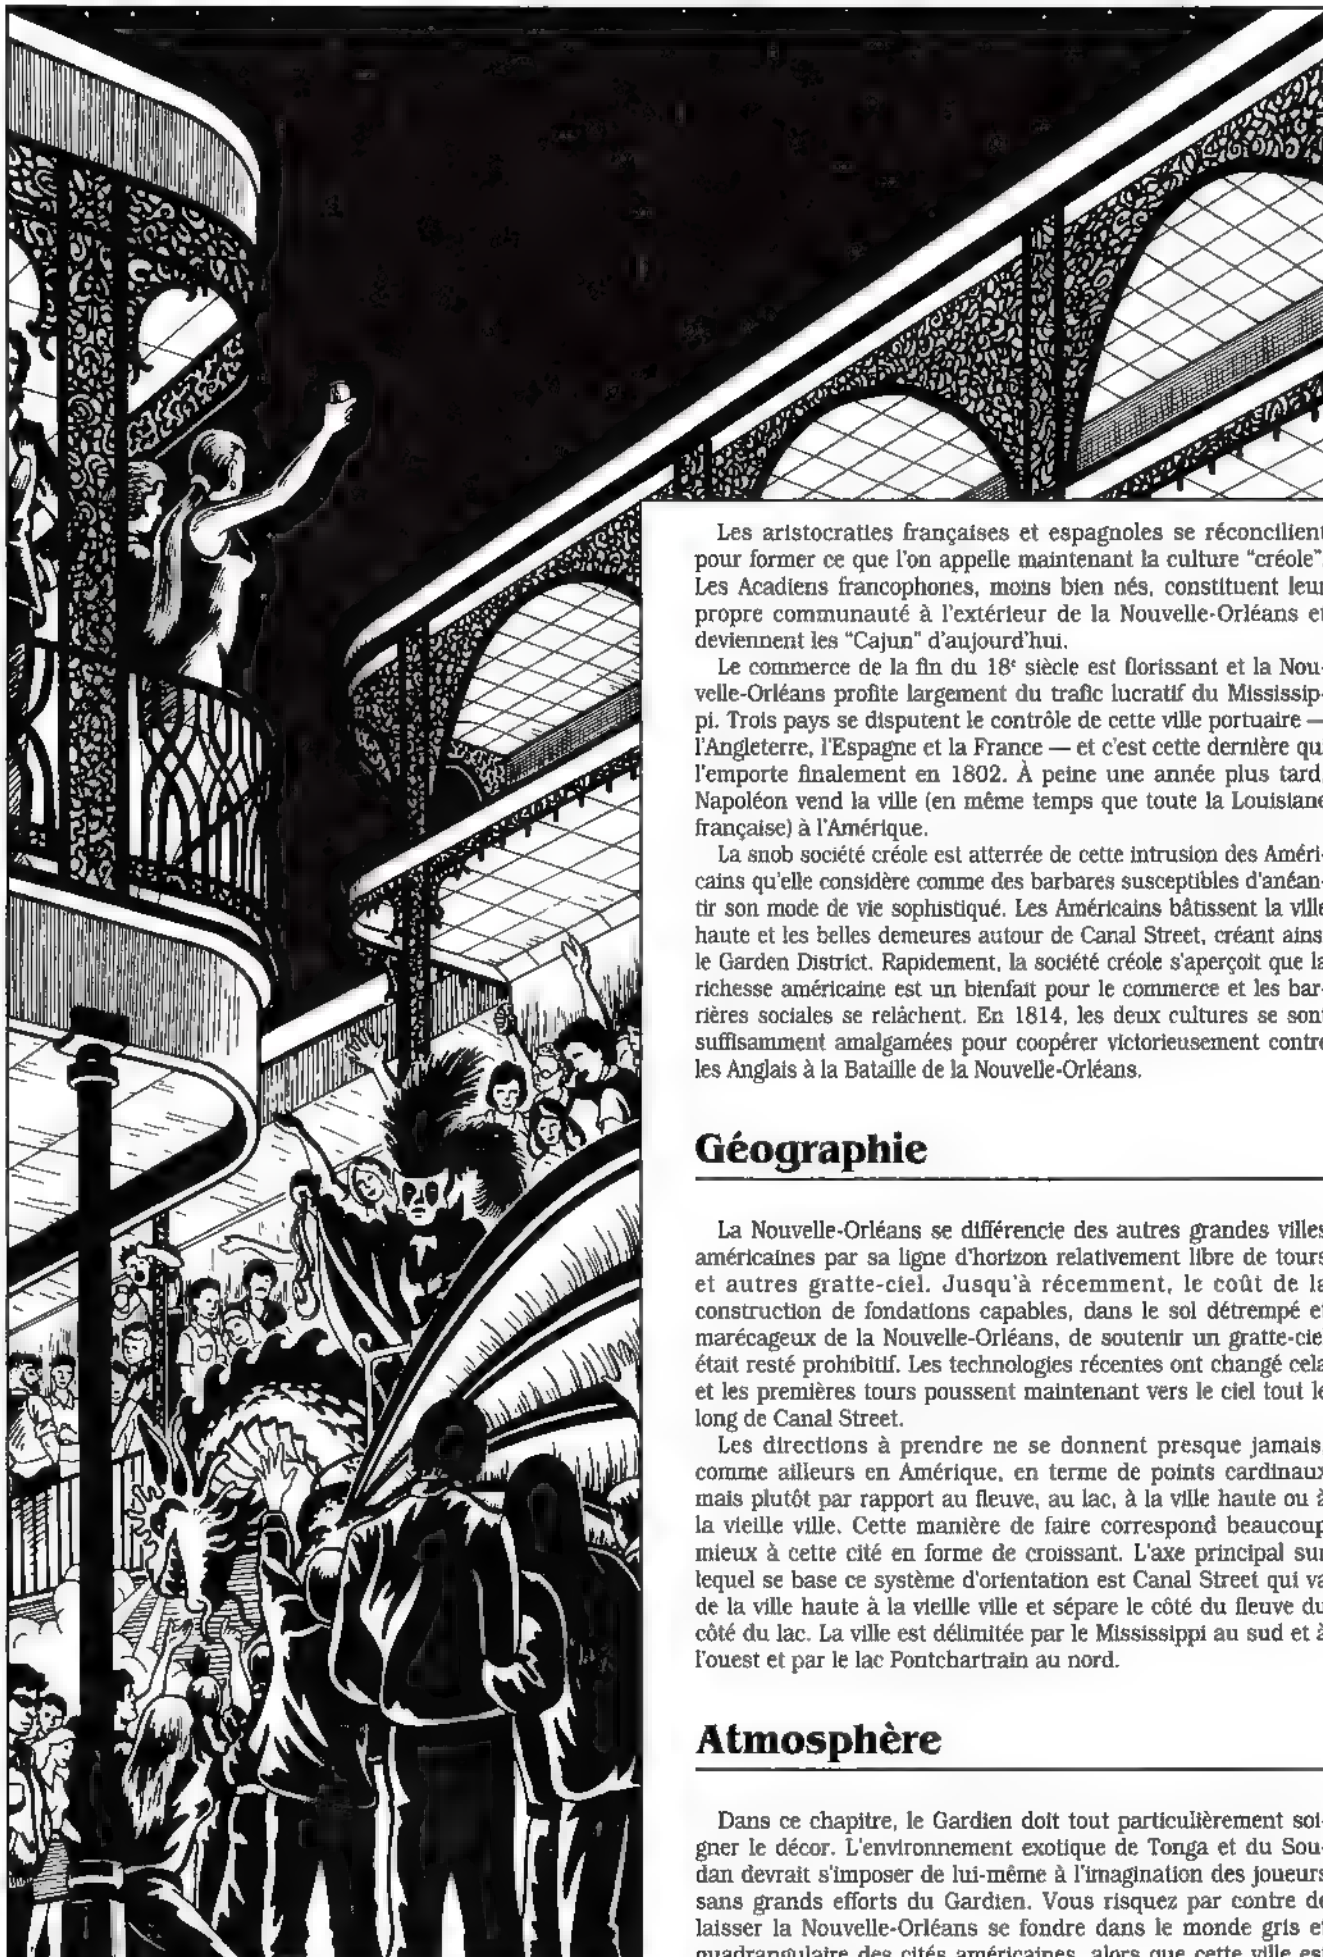 Les aristocraties françaises et espagnoles se réconcilient
pour former ce que l'on appelle maintenant la culture “créole”.
Les Acadiens francophones, moins bien nés, constituent leur
propre communauté à l'extérieur de la Nouvelle-Orléans et
deviennent les “Cajun” d'aujourd'hui.
Le commerce de la fin du 18e siècle est florissant et la Nou-
velle-Orléans profite largement du trafic lucratif du Mississip-
pi. Trois pays se disputent le contrôle de cette ville portuaire —
l'Angleterre, l'Espagne et la France — et c'est cette dernière qui
l'emporte finalement en 1802. À peine une année plus tard,
Napoléon vend la ville (en même temps que toute la Louisiane
française) à l'Amérique.
La snob société créole est atterrée de cette intrusion des Améri-
cains qu'elle considère comme des barbares susceptibles d'anéan-
tir son mode de vie sophistiqué. Les Américains bâtissent la ville
haute et les belles demeures autour de Canal Street, créant ainsi
le Garden District. Rapidement, la société créole s'aperçoit que la
richesse américaine est un bienfait pour le commerce et les bar-
rières sociales se relâchent. En 1814, les deux cultures se sont
suffisamment amalgamées pour coopérer victorieusement contre
les Anglais à la Bataille de la Nouvelle-Orléans.
Géographie
La Nouvelle-Orléans se différencie des autres grandes villes
américaines par sa ligne d'horizon relativement libre de tours
et autres gratte-ciel. Jusqu'à récemment, le coût de la
construction de fondations capables, dans le sol détrempé et
marécageux de la Nouvelle-Orléans, de soutenir un gratte-ciel
était resté prohibitif. Les technologies récentes ont changé cela
et les premières tours poussent maintenant vers le ciel tout le
long de Canal Street.
Les directions à prendre ne se donnent presque jamais,
comme ailleurs en Amérique, en terme de points cardinaux
mais plutôt par rapport au fleuve, au lac, à la ville haute ou à
la vieille ville. Cette manière de faire correspond beaucoup
mieux à cette cité en forme de croissant. L'axe principal sur
lequel se base ce système d'orientation est Canal Street qui va
de la ville haute à la vieille ville et sépare le côté du fleuve du
côté du lac. La ville est délimitée par le Mississippi au sud et à
l'ouest et par le lac Pontchartrain au nord.
Atmosphère
Dans ce chapitre, le Gardien doit tout particulièrement soi-
gner le décor. L'environnement exotique de Tonga et du Sou-
dan devrait s'imposer de lui-même à l'imagination des joueurs
sans grands efforts du Gardien. Vous risquez par contre de
laisser la Nouvelle-Orléans se fondre dans le monde gris et
quadrangulaire des cités américaines, alors que cette ville est